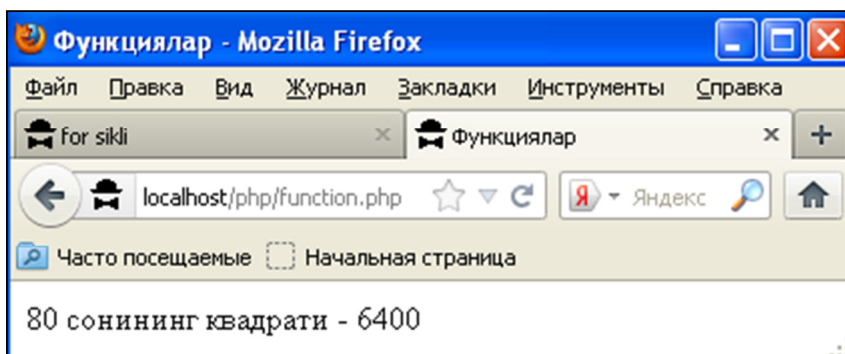 Функциялар - Mozilla Firefox
Файл Правка Вид Журнал Закладки Инструменты Справка
for sikli × Функциялар × +
localhost/php/function.php Я Яндекс
Часто посещаемые Начальная страница
80 сонининг квадрати - 6400